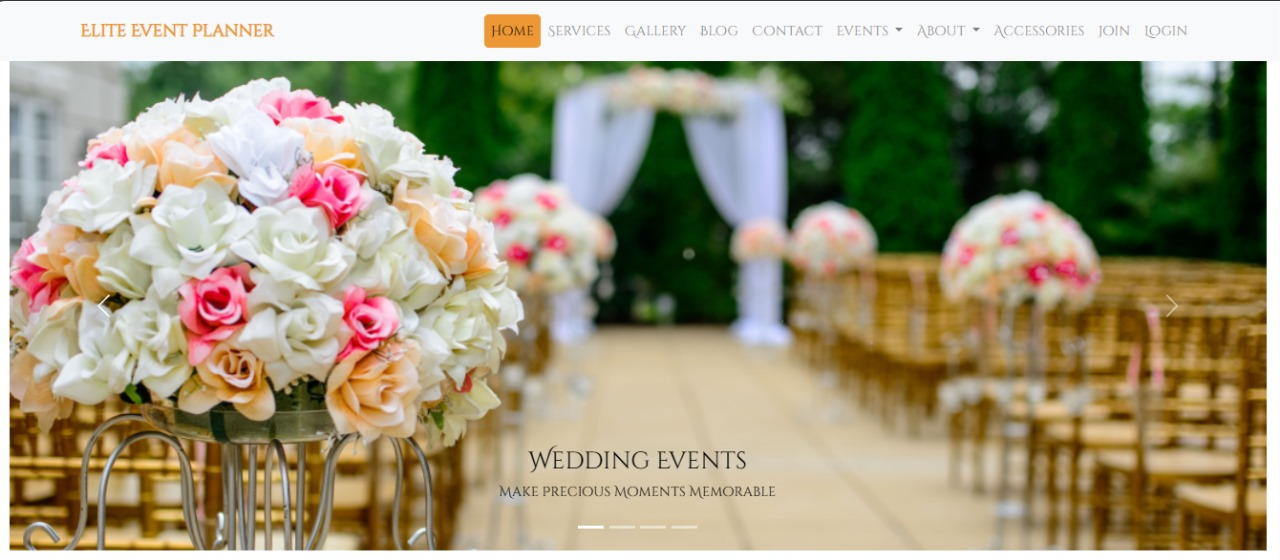 Elite Event Planner
Home Services Gallery Blog Contact Events About Accessories Join Login
Wedding Events
Make Precious Moments Memorable